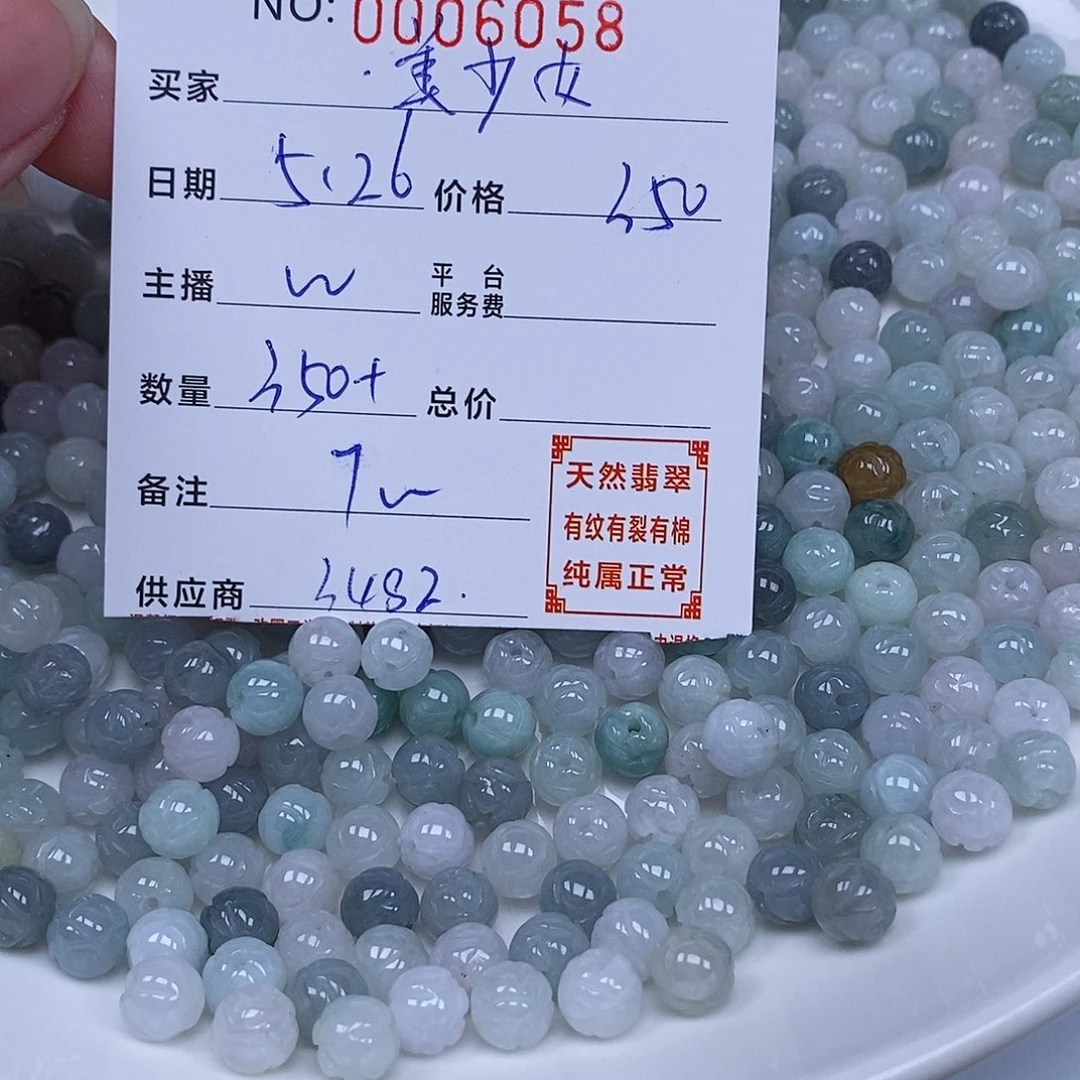 NO: 0006058
买家 美少女
日期 5.26 价格 350
主播 w 平台服务费
数量 350+ 总价
备注 7
供应商 3482.
天然翡翠
有纹有裂有棉
纯属正常